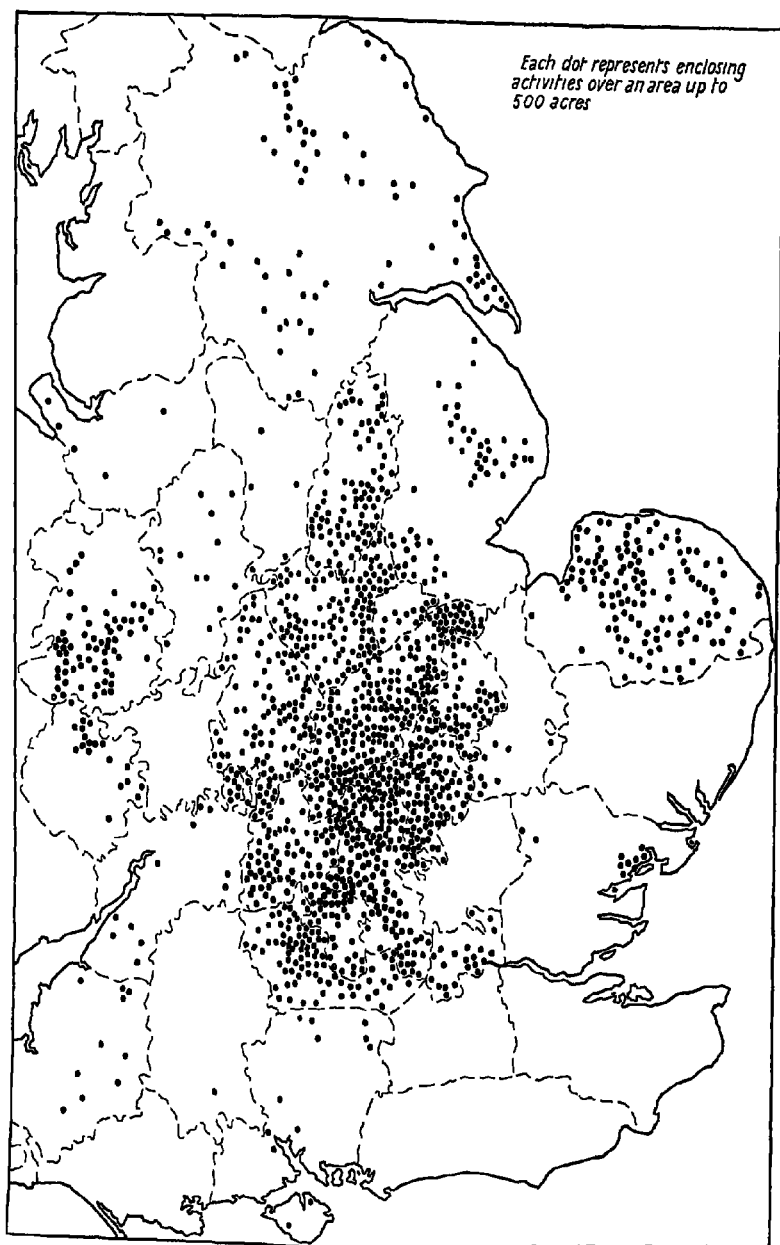 Each dot represents enclosing
activities over an area up to
500 acres